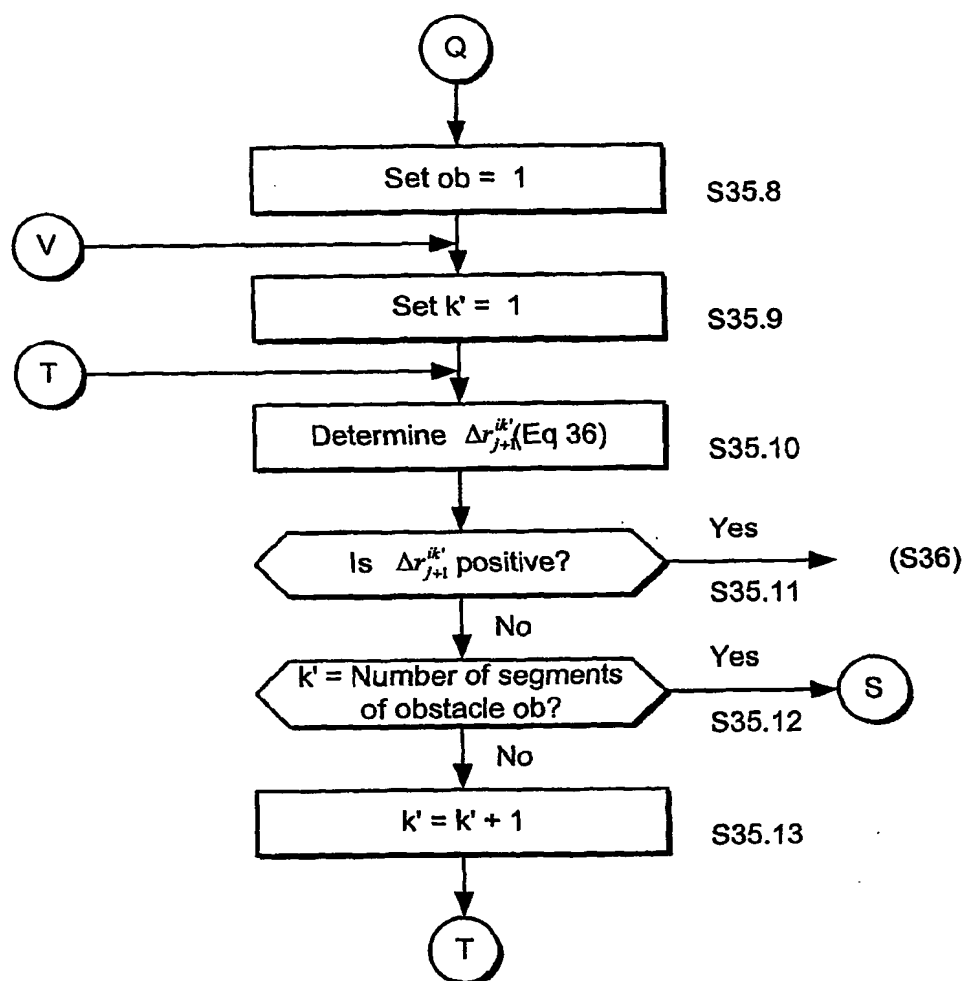 Q
Set ob = 1
S35.8
V
Set k' = 1
S35.9
T
Determine Δr_{j+1}^{ik'}(Eq 36)
S35.10
Is Δr_{j+1}^{ik'} positive?
Yes
(S36)
S35.11
No
k' = Number of segments
of obstacle ob?
Yes
S
S35.12
No
k' = k' + 1
S35.13
T